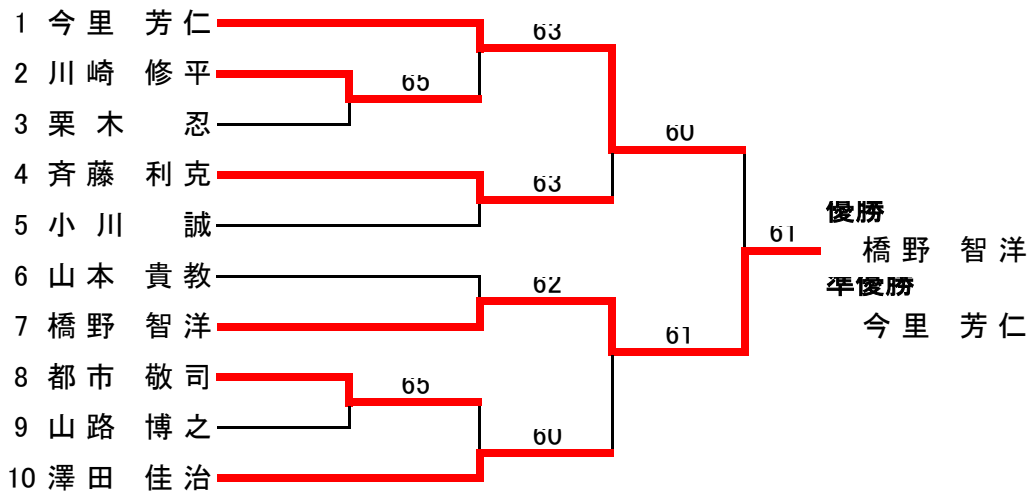 1 今里 芳仁
63
2 川崎 修平
65
3 栗木 忍
60
4 斉藤 利克
63
優勝
5 小川 誠
61
橋野 智洋
6 山本 貴教
62
準優勝
7 橋野 智洋
61
今里 芳仁
8 都市 敬司
65
9 山路 博之
60
10 澤田 佳治